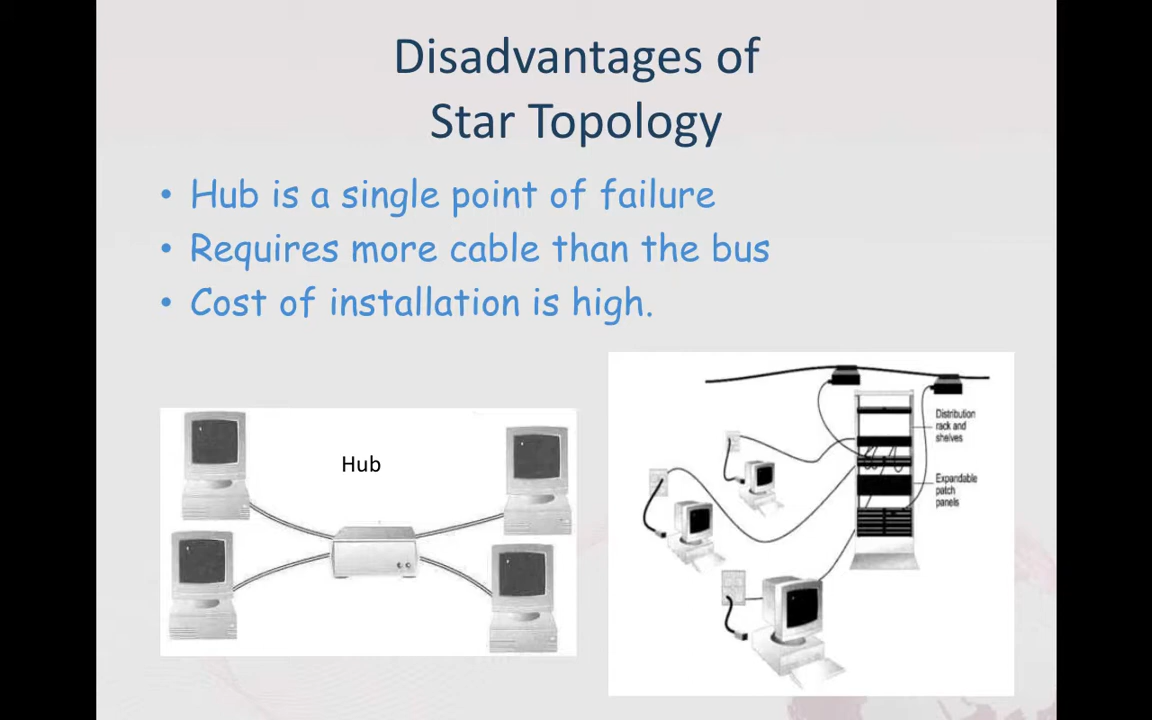 Disadvantages of
Star Topology
• Hub is a single point of failure
• Requires more cable than the bus
• Cost of installation is high.
Hub
Distribution
rack and
shelves
Expandable
patch
panels